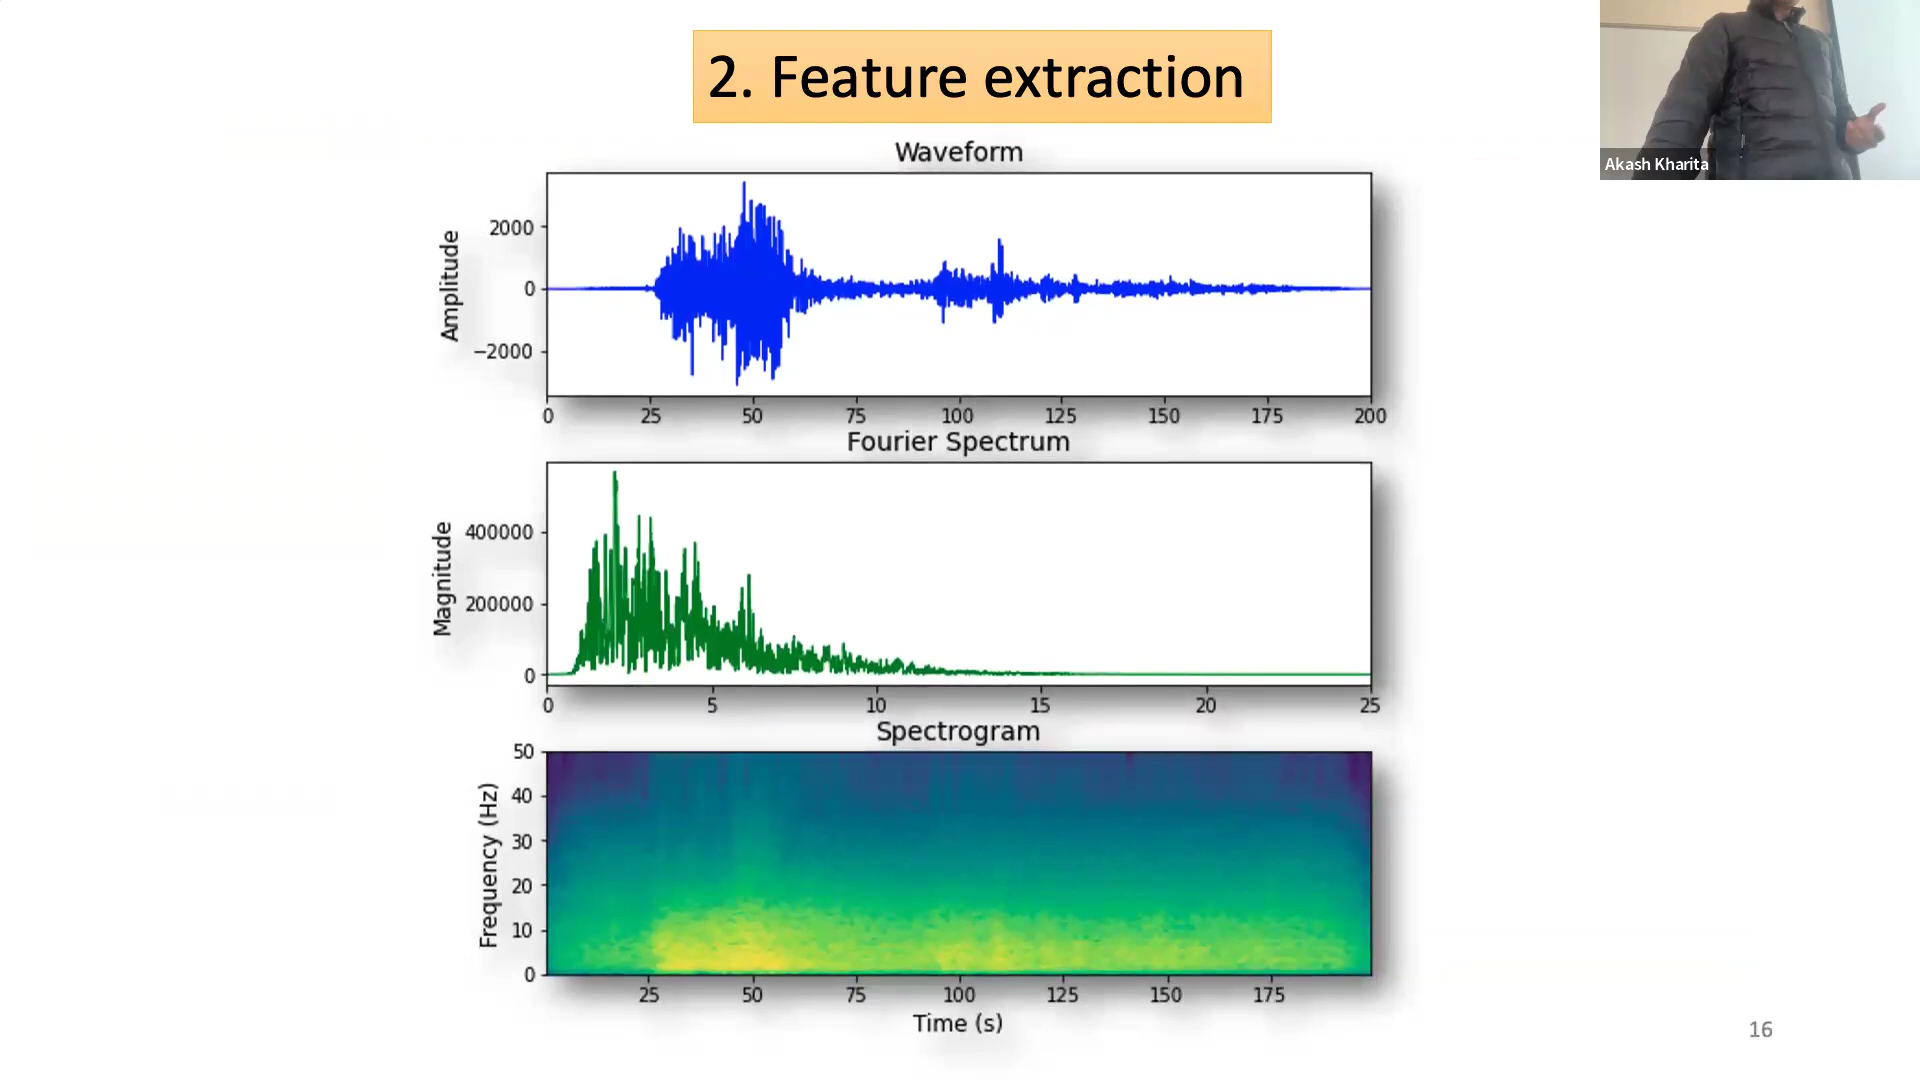 2. Feature extraction
Akash Kharita
Waveform
Amplitude
2000
0
−2000
0 25 50 75 100 125 150 175 200
Fourier Spectrum
Magnitude
400000
200000
0
0 5 10 15 20 25
Spectrogram
Frequency (Hz)
50
40
30
20
10
0
25 50 75 100 125 150 175
Time (s)
16